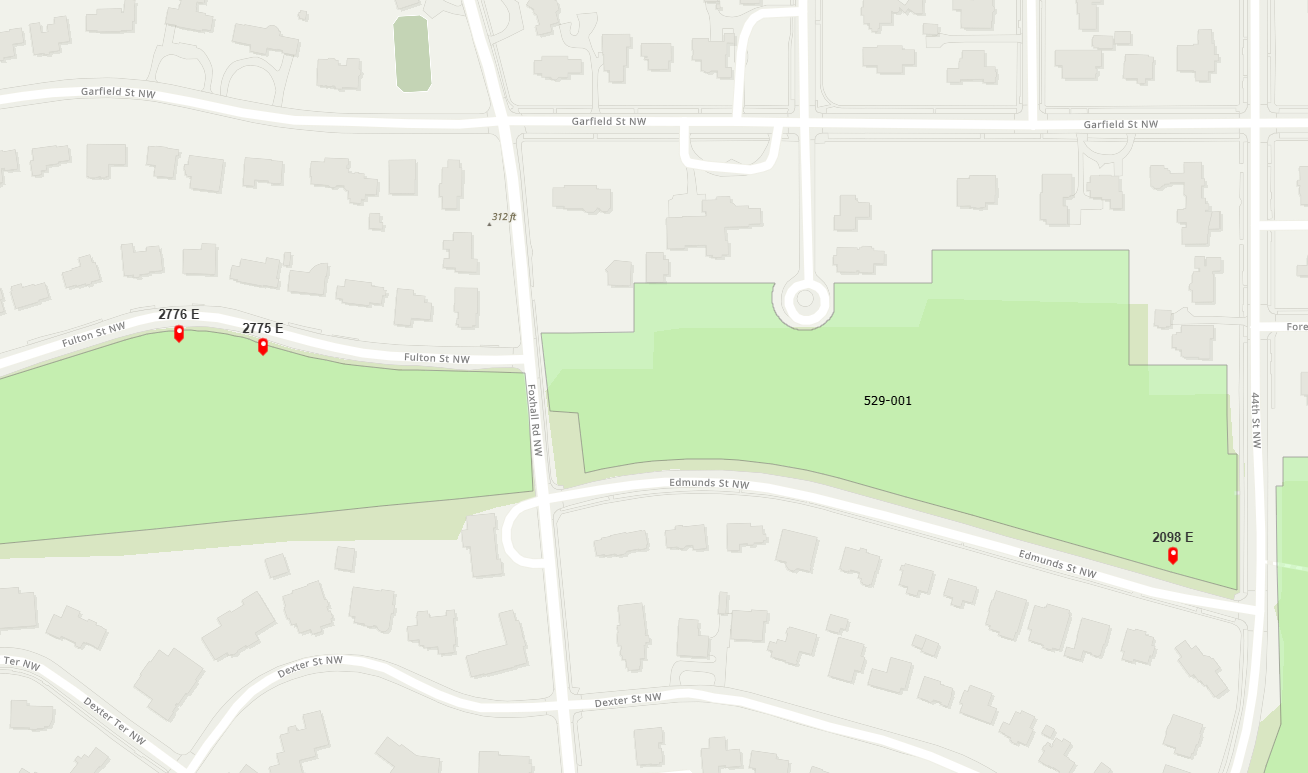 Garfield St NW
Garfield St NW
Garfield St NW
312 ft
2776 E
2775 E
Fulton St NW
Fulton St NW
Fore
Foxhall Rd NW
529-001
44th St NW
Edmunds St NW
2098 E
Edmunds St NW
Ter NW
Dexter St NW
Dexter St NW
Dexter Ter NW